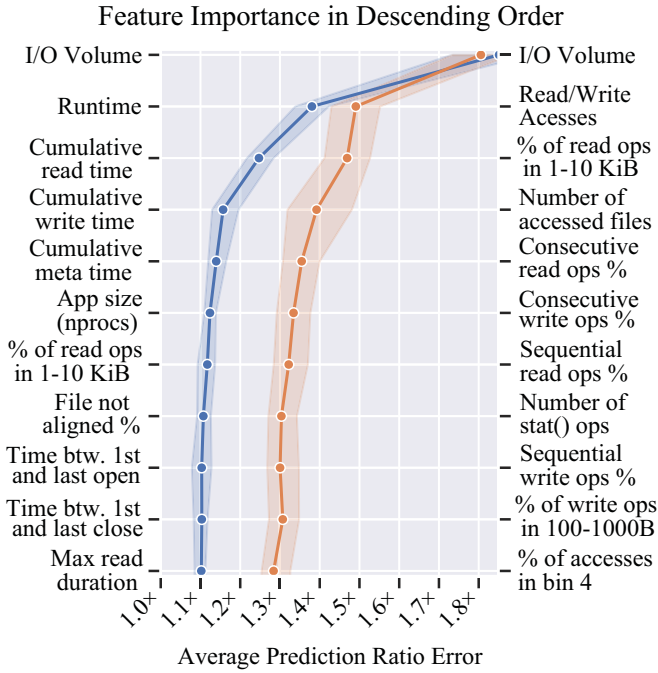 Feature Importance in Descending Order
I/O Volume
Runtime
Cumulative
read time
Cumulative
write time
Cumulative
meta time
App size
(nprocs)
% of read ops
in 1-10 KiB
File not
aligned %
Time btw. 1st
and last open
Time btw. 1st
and last close
Max read
duration
I/O Volume
Read/Write
Acesses
% of read ops
in 1-10 KiB
Number of
accessed files
Consecutive
read ops %
Consecutive
write ops %
Sequential
read ops %
Number of
stat() ops
Sequential
write ops %
% of write ops
in 100-1000B
% of accesses
in bin 4
1.0×
1.1×
1.2×
1.3×
1.4×
1.5×
1.6×
1.7×
1.8×
Average Prediction Ratio Error